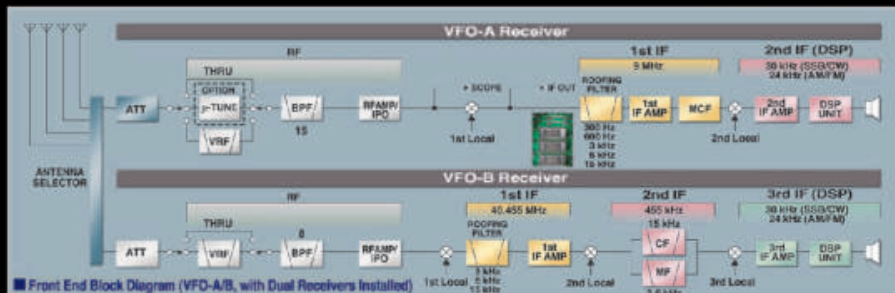 VFO-A Receiver
RF
1st IF
2nd IF (DSP)
9 MHz
30 kHz (SSB/CW)
24 kHz (AM/FM)
THRU
OPTION
μ-TUNE
+ SCOPE
+ IF OUT
ROOFING
FILTER
ATT
BPF
15
RFAMP/
IPO
1st
IF AMP
MCF
2nd
IF AMP
DSP
UNIT
VRF
1st Local
2nd Local
300 Hz
600 Hz
3 kHz
6 kHz
15 kHz
ANTENNA
SELECTOR
VFO-B Receiver
RF
1st IF
2nd IF
3rd IF (DSP)
40.455 MHz
455 kHz
30 kHz (SSB/CW)
24 kHz (AM/FM)
THRU
ROOFING
FILTER
15 kHz
ATT
VRF
8
BPF
RFAMP/
IPO
1st
IF AMP
CF
MF
3rd
IF AMP
DSP
UNIT
1st Local
3 kHz
6 kHz
15 kHz
2nd Local
3rd Local
■ Front End Block Diagram (VFO-A/B, with Dual Receivers Installed)